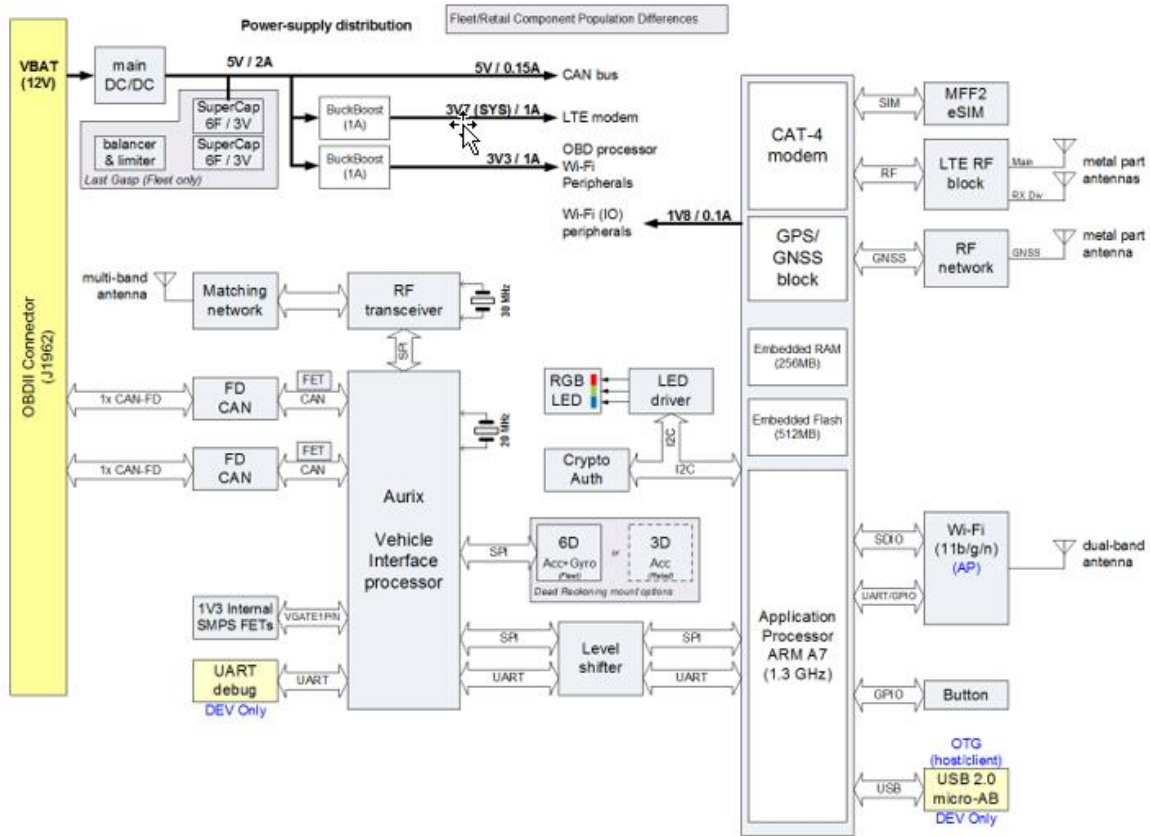 Power-supply distribution
Fleet/Retail Component Population Differences
VBAT
(12V)
main
DC/DC
5V / 2A
5V / 0.15A
CAN bus
SuperCap
6F / 3V
SuperCap
6F / 3V
balancer
& limiter
Last Gasp (Fleet only)
BuckBoost
(1A)
3V7 (SYS) / 1A
LTE modem
BuckBoost
(1A)
3V3 / 1A
OBD processor
Wi-Fi
Peripherals
Wi-Fi (IO)
peripherals
1V8 / 0.1A
CAT-4
modem
SIM
MFF2
eSIM
RF
LTE RF
block
Main
RX Div
metal part
antennas
GPS/
GNSS
block
GNSS
RF
network
GNSS
metal part
antenna
OBDII Connector
(J1962)
multi-band
antenna
Matching
network
RF
transceiver
30 MHz
SPI
1x CAN-FD
FD
CAN
FET
CAN
1x CAN-FD
FD
CAN
FET
CAN
20 MHz
Aurix
Vehicle
Interface
processor
RGB
LED
LED
driver
I2C
Crypto
Auth
I2C
Embedded RAM
(256MB)
Embedded Flash
(512MB)
SPI
6D
Acc+Gyro
(Fleet)
or
3D
Acc
(Retail)
Dead Reckoning mount options
1V3 Internal
SMPS FETs
VGATE1P/N
UART
debug
DEV Only
UART
SPI
UART
Level
shifter
SPI
UART
Application
Processor
ARM A7
(1.3 GHz)
SDIO
UART/GPIO
Wi-Fi
(11b/g/n)
(AP)
dual-band
antenna
GPIO
Button
USB
OTG
(host/client)
USB 2.0
micro-AB
DEV Only